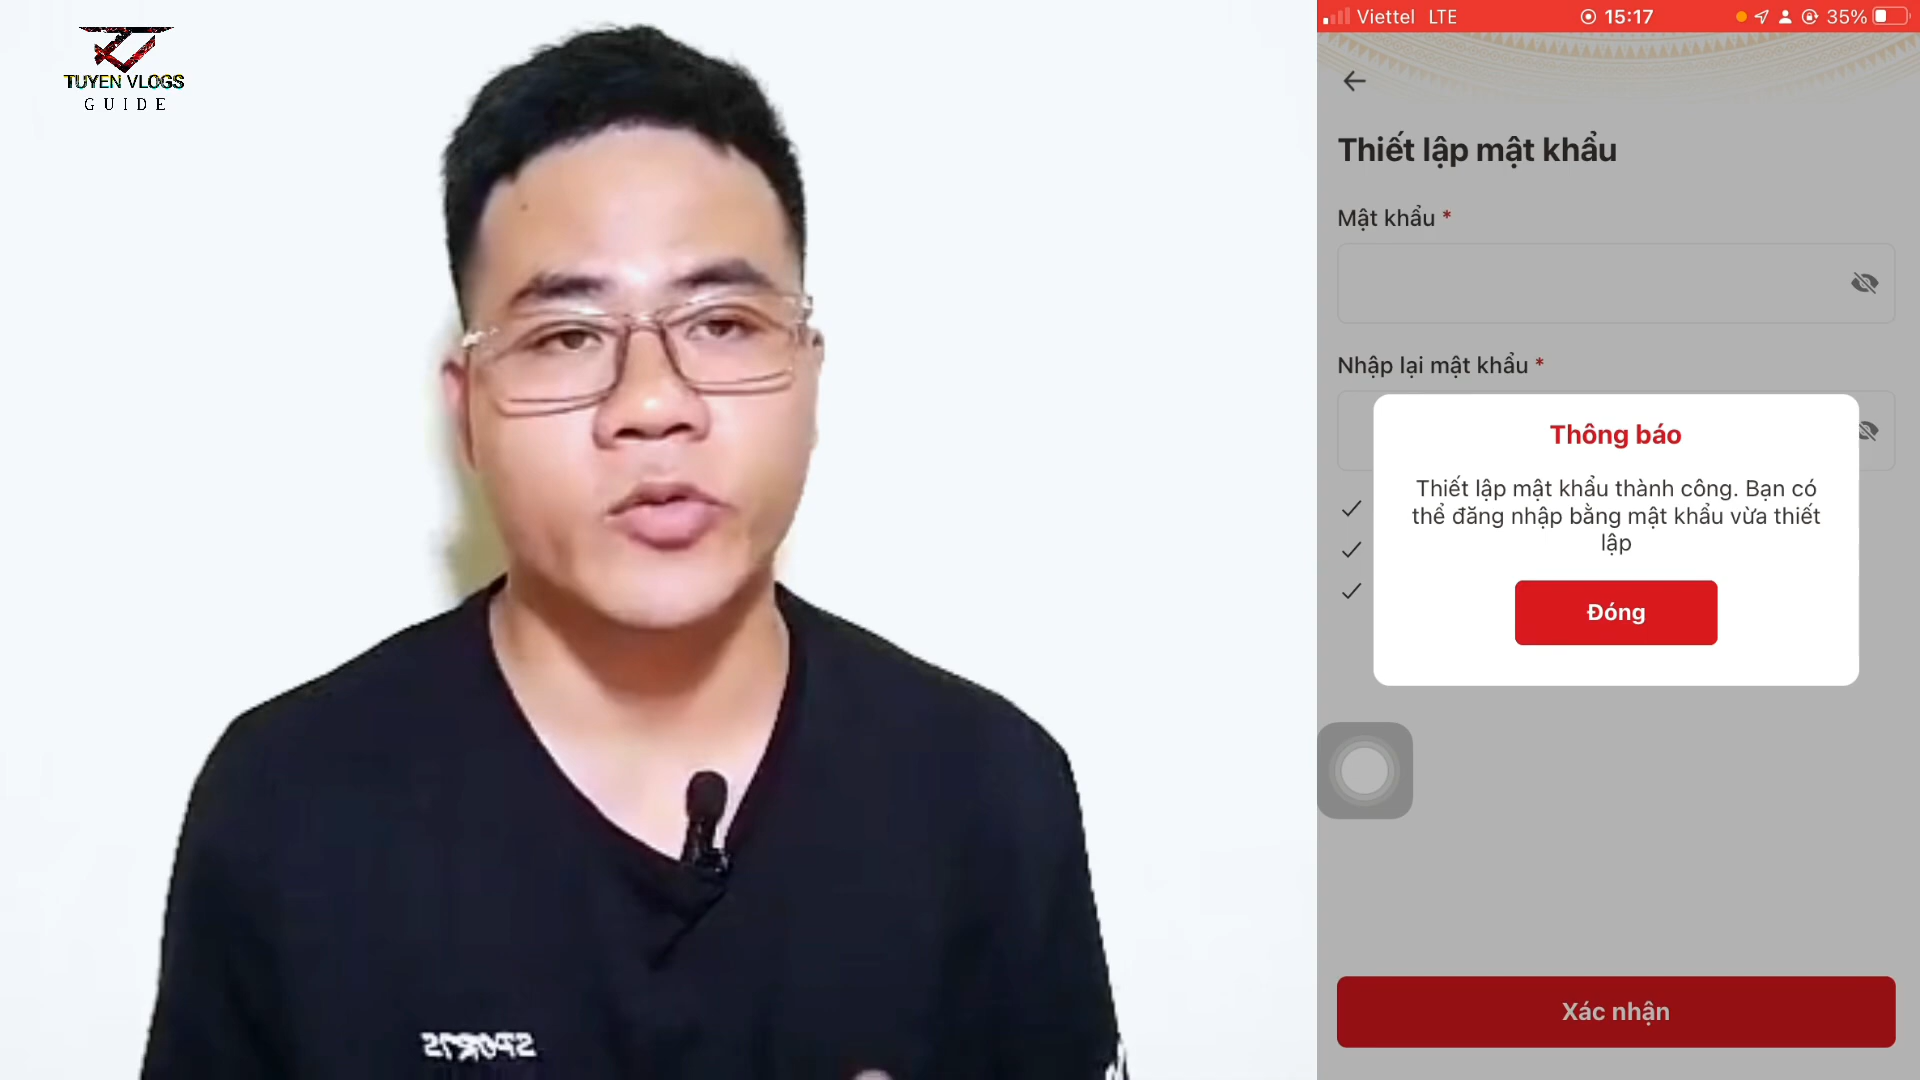 TUYEN VLOGS
GUIDE
Viettel LTE
15:17
35%
Thiết lập mật khẩu
Mật khẩu *
Nhập lại mật khẩu *
Thông báo
Thiết lập mật khẩu thành công. Bạn có
thể đăng nhập bằng mật khẩu vừa thiết
lập
Đóng
Xác nhận
SPORTS